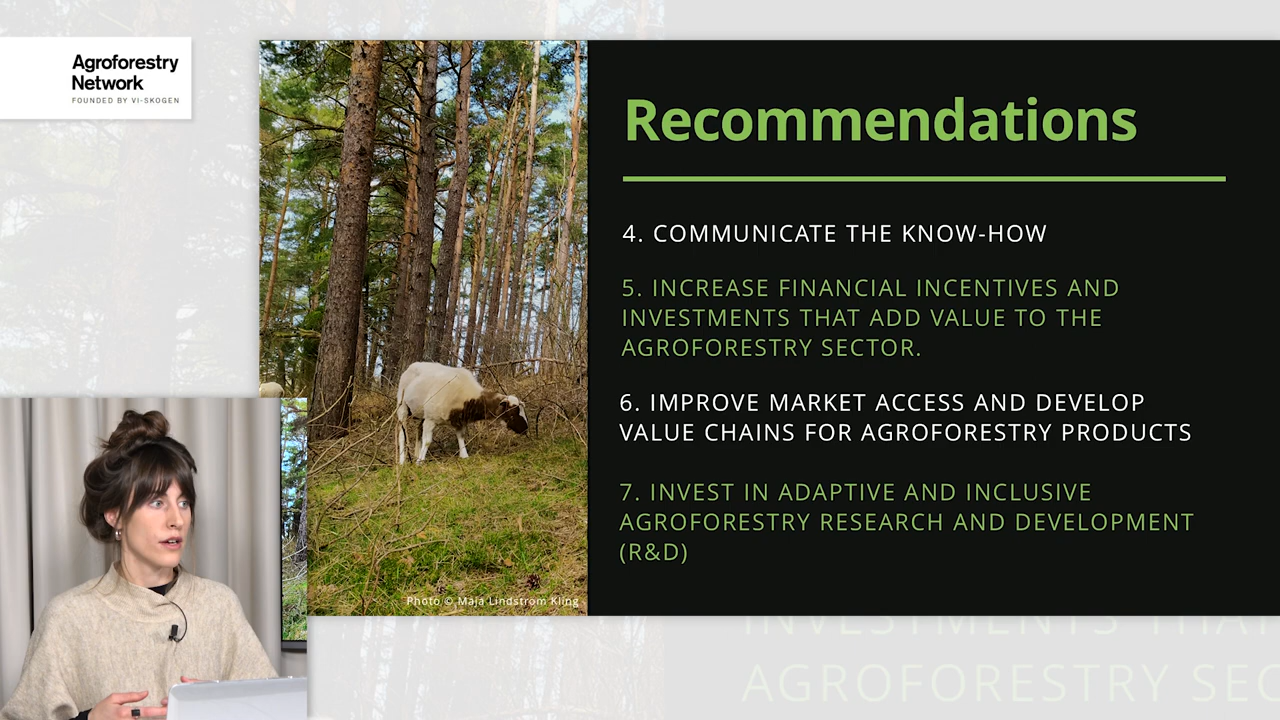 Agroforestry
Network
FOUNDED BY VI-SKOGEN
Recommendations
4. COMMUNICATE THE KNOW-HOW
5. INCREASE FINANCIAL INCENTIVES AND
INVESTMENTS THAT ADD VALUE TO THE
AGROFORESTRY SECTOR.
6. IMPROVE MARKET ACCESS AND DEVELOP
VALUE CHAINS FOR AGROFORESTRY PRODUCTS
7. INVEST IN ADAPTIVE AND INCLUSIVE
AGROFORESTRY RESEARCH AND DEVELOPMENT
(R&D)
Photo © Maja Lindström Kling
INVESTMENTS THAT
AGROFORESTRY SEC